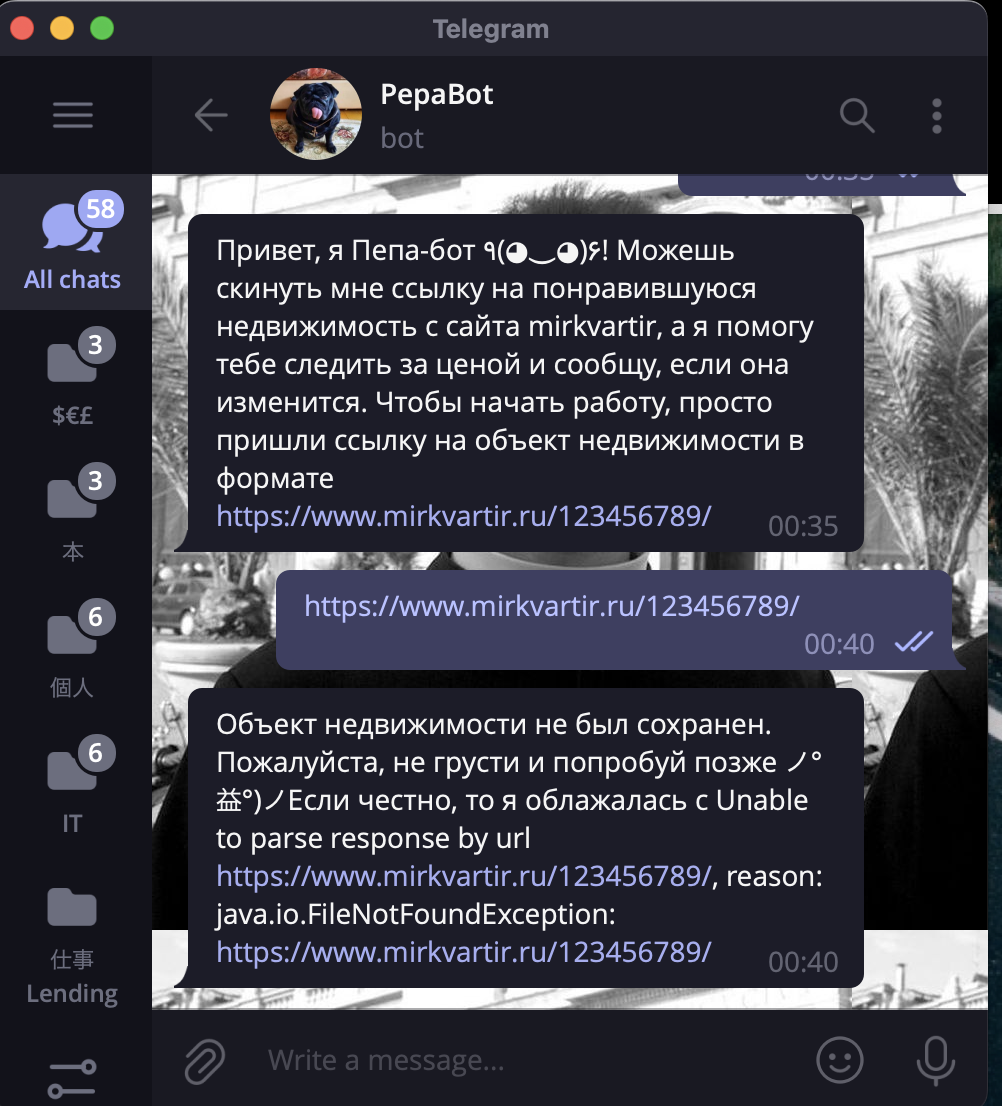 Telegram
PepaBot
bot
58
All chats
3
$€£
3
本
6
個人
6
IT
仕事
Lending
Привет, я Пепа-бот ٩(◕‿◕)۶! Можешь
скинуть мне ссылку на понравившуюся
недвижимость с сайта mirkvartir, а я помогу
тебе следить за ценой и сообщу, если она
изменится. Чтобы начать работу, просто
пришли ссылку на объект недвижимости в
формате
https://www.mirkvartir.ru/123456789/
00:35
https://www.mirkvartir.ru/123456789/
00:40
Объект недвижимости не был сохранен.
Пожалуйста, не грусти и попробуй позже ノ°
益°)ノЕсли честно, то я облажалась с Unable
to parse response by url
https://www.mirkvartir.ru/123456789/, reason:
java.io.FileNotFoundException:
https://www.mirkvartir.ru/123456789/
00:40
Write a message...